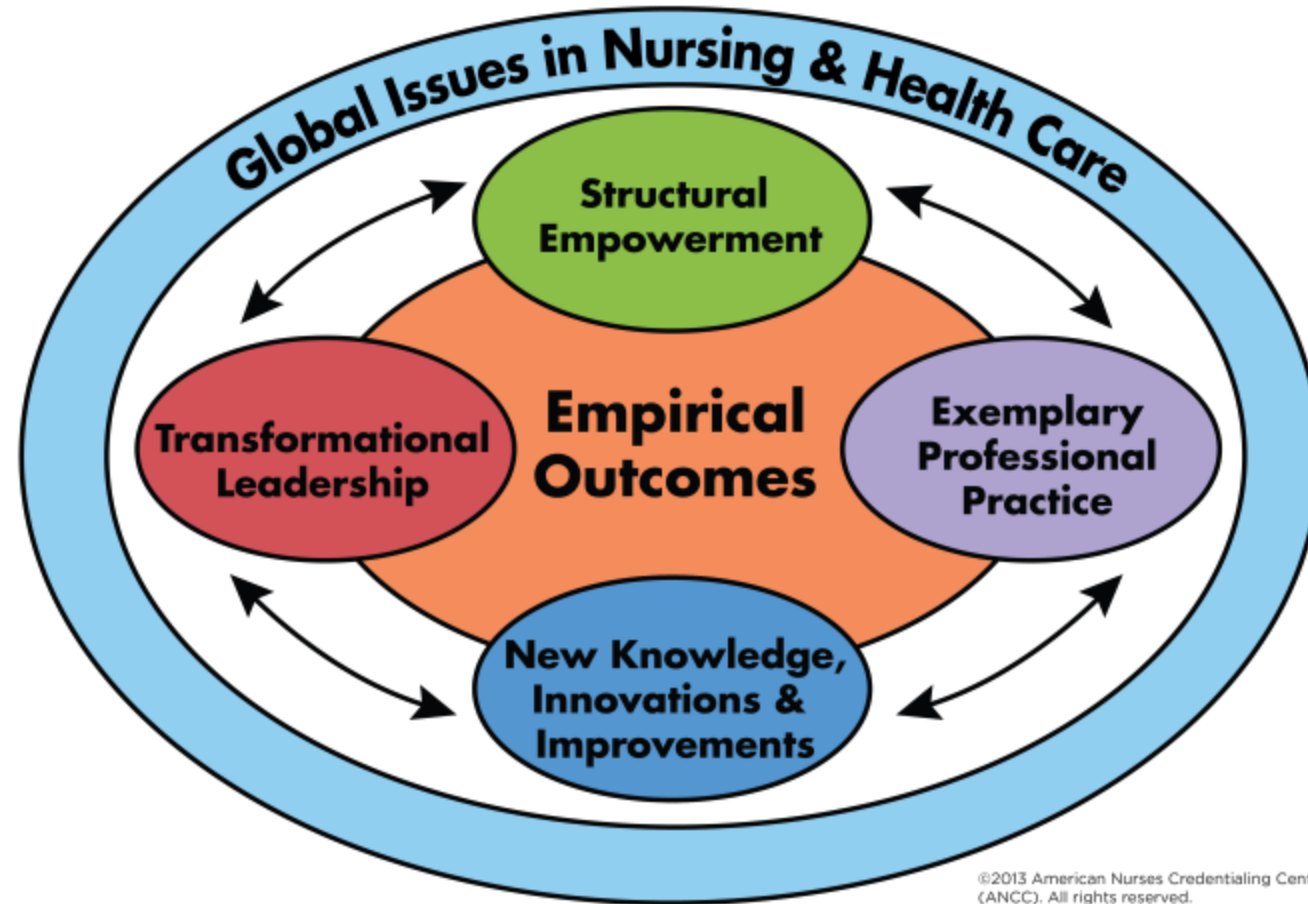 Global Issues in Nursing & Health Care
Structural
Empowerment
Transformational
Leadership
Empirical
Outcomes
Exemplary
Professional
Practice
New Knowledge,
Innovations &
Improvements
©2013 American Nurses Credentialing Cent
(ANCC). All rights reserved.